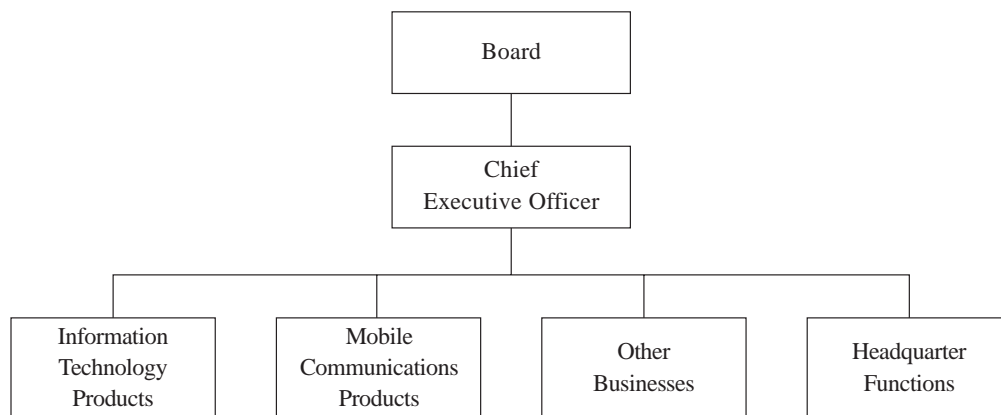 Board
Chief
Executive Officer
Information
Technology
Products
Mobile
Communications
Products
Other
Businesses
Headquarter
Functions